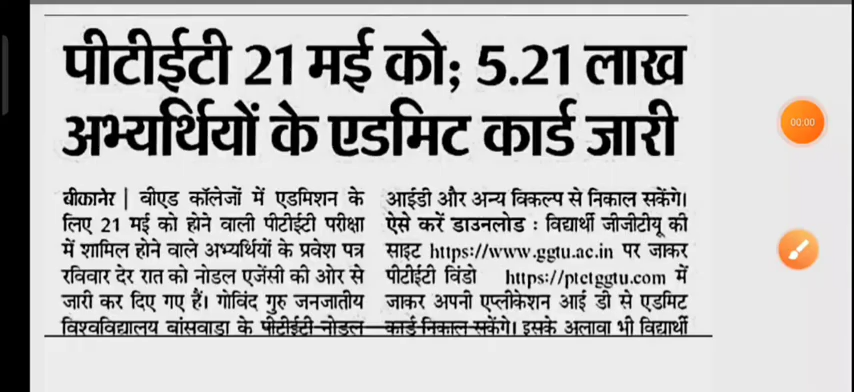 पीटीईटी 21 मई को; 5.21 लाख
अभ्यर्थियों के एडमिट कार्ड जारी
बीकानेर | बीएड कॉलेजों में एडमिशन के
लिए 21 मई को होने वाली पीटीईटी परीक्षा
में शामिल होने वाले अभ्यर्थियों के प्रवेश पत्र
रविवार देर रात को नोडल एजेंसी की ओर से
जारी कर दिए गए हैं। गोविंद गुरु जनजातीय
विश्वविद्यालय बांसवाडा के पीटीईटी नोडल
आईडी और अन्य विकल्प से निकाल सकेंगे।
ऐसे करें डाउनलोड : विद्यार्थी जीजीटीयू की
साइट https://www.ggtu.ac.in पर जाकर
पीटीईटी विंडो https://ptetggtu.com में
जाकर अपनी एप्लीकेशन आई डी से एडमिट
कार्ड निकाल सकेंगे। इसके अलावा भी विद्यार्थी
00:00